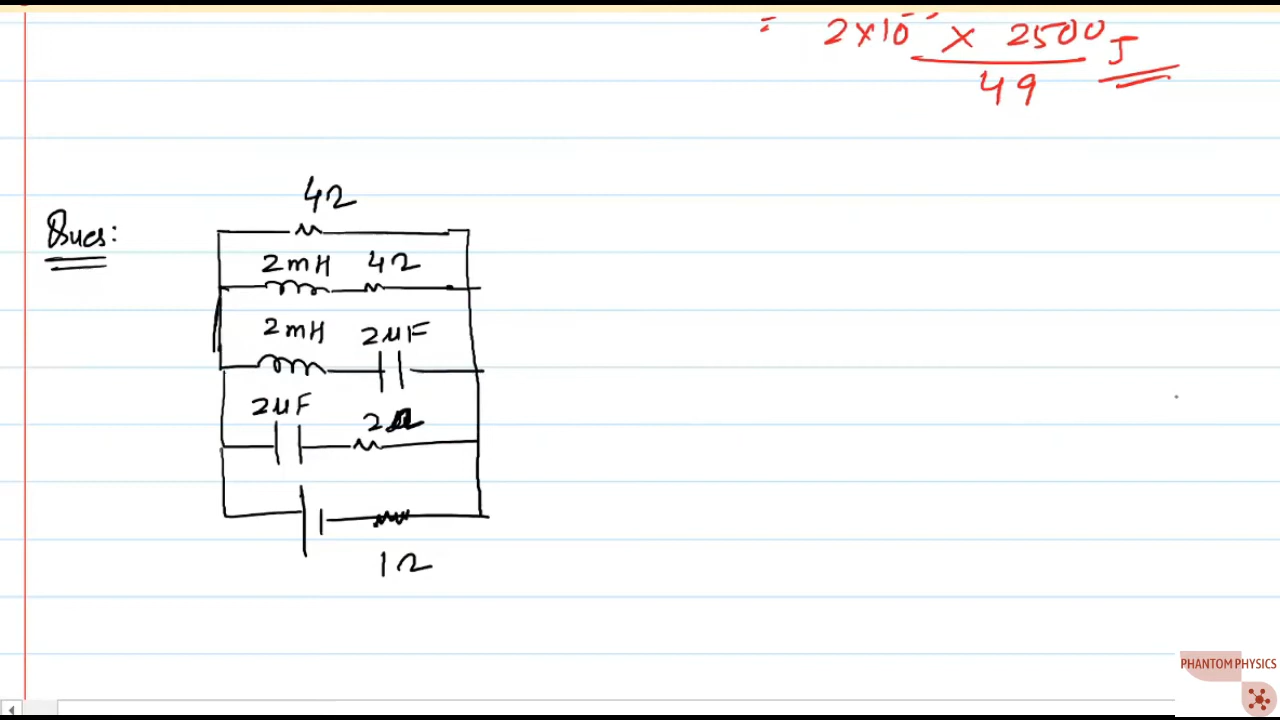 = 2×10 × 2500 J
49
Ques:
4Ω
2mH 4Ω
2mH 2μF
2μF 2Ω
1Ω
PHANTOM PHYSICS